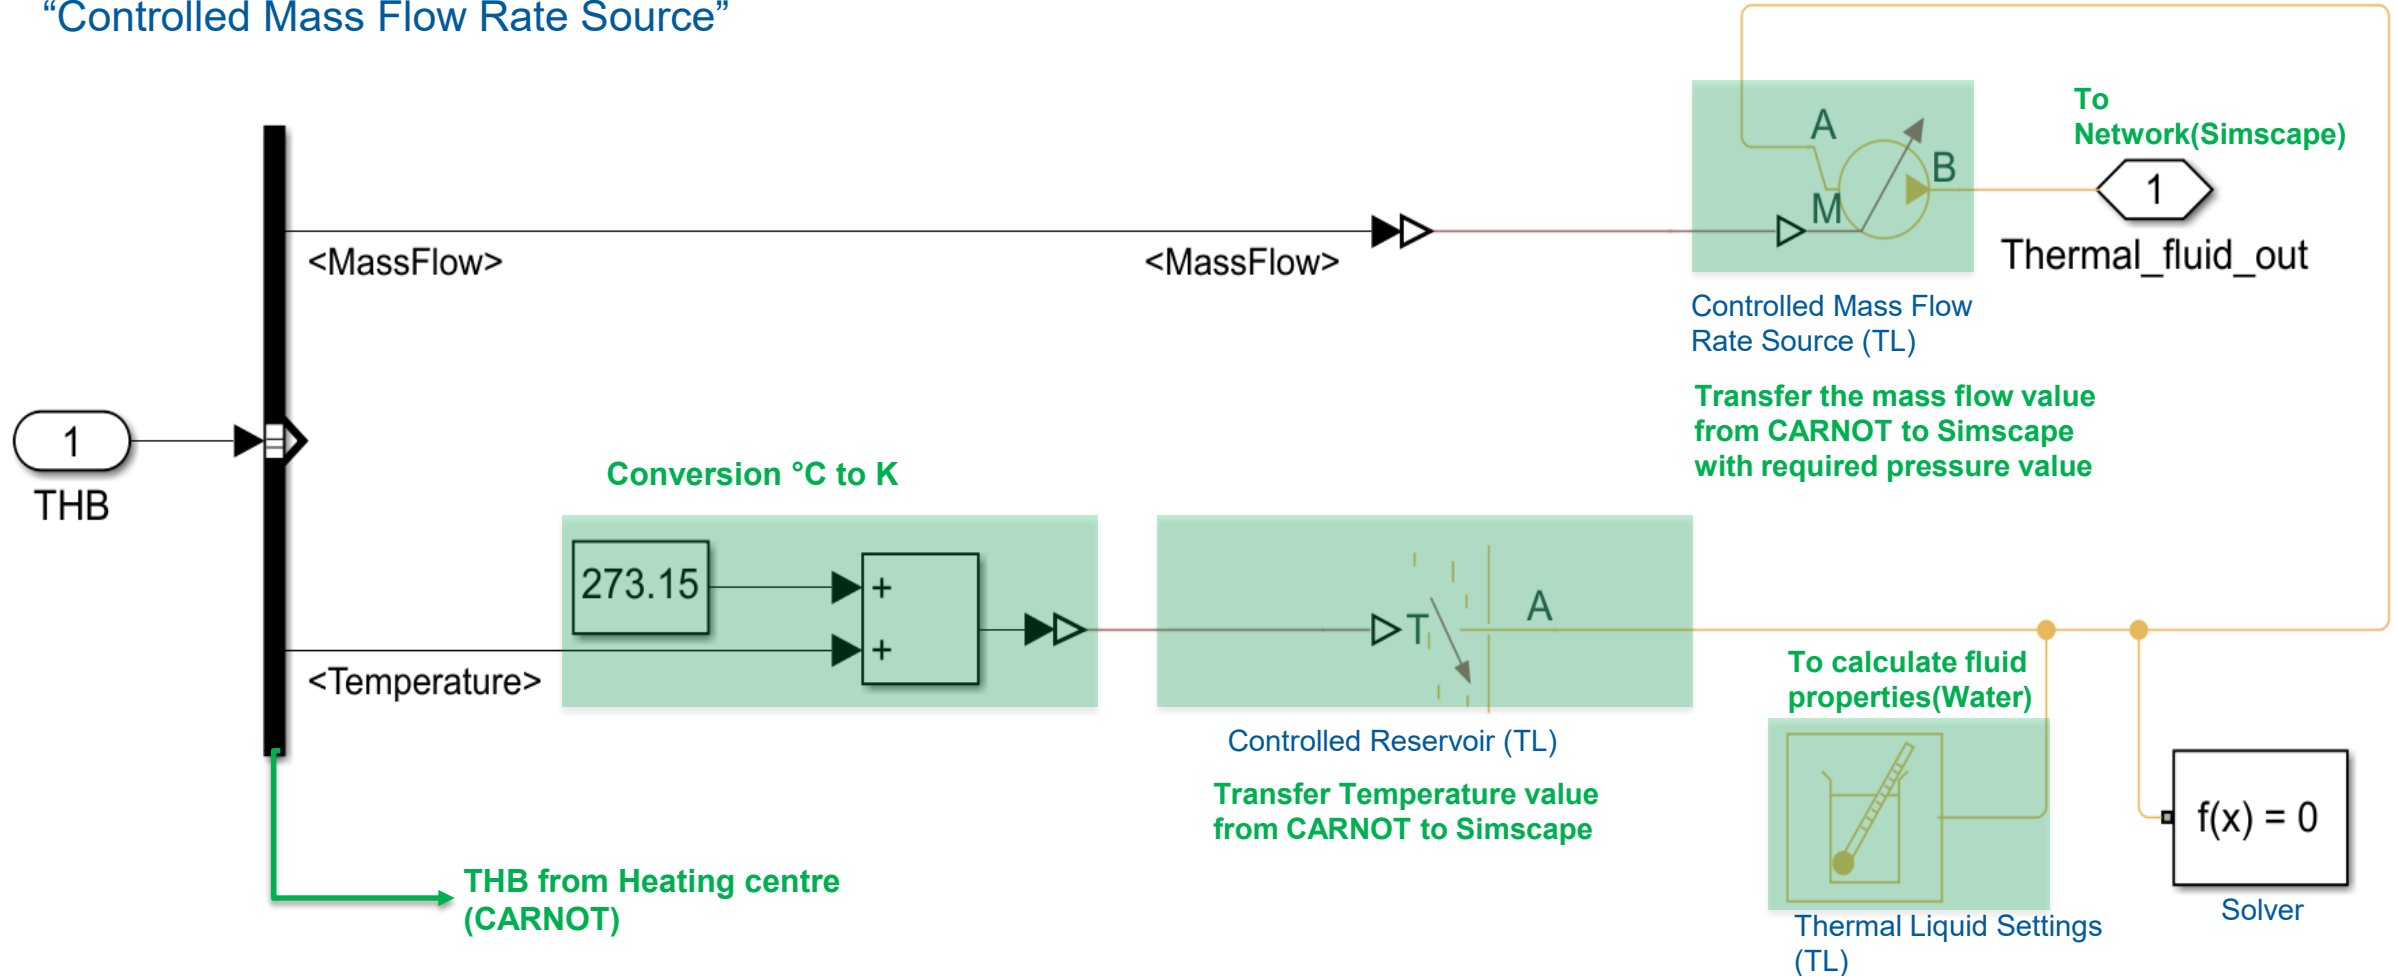 “Controlled Mass Flow Rate Source”
To
Network(Simscape)
A
B
M
1
<MassFlow>
<MassFlow>
Thermal_fluid_out
Controlled Mass Flow
Rate Source (TL)
Transfer the mass flow value
from CARNOT to Simscape
with required pressure value
1
THB
Conversion °C to K
273.15
+
+
<Temperature>
T
A
Controlled Reservoir (TL)
Transfer Temperature value
from CARNOT to Simscape
To calculate fluid
properties(Water)
f(x) = 0
Solver
Thermal Liquid Settings
(TL)
THB from Heating centre
(CARNOT)